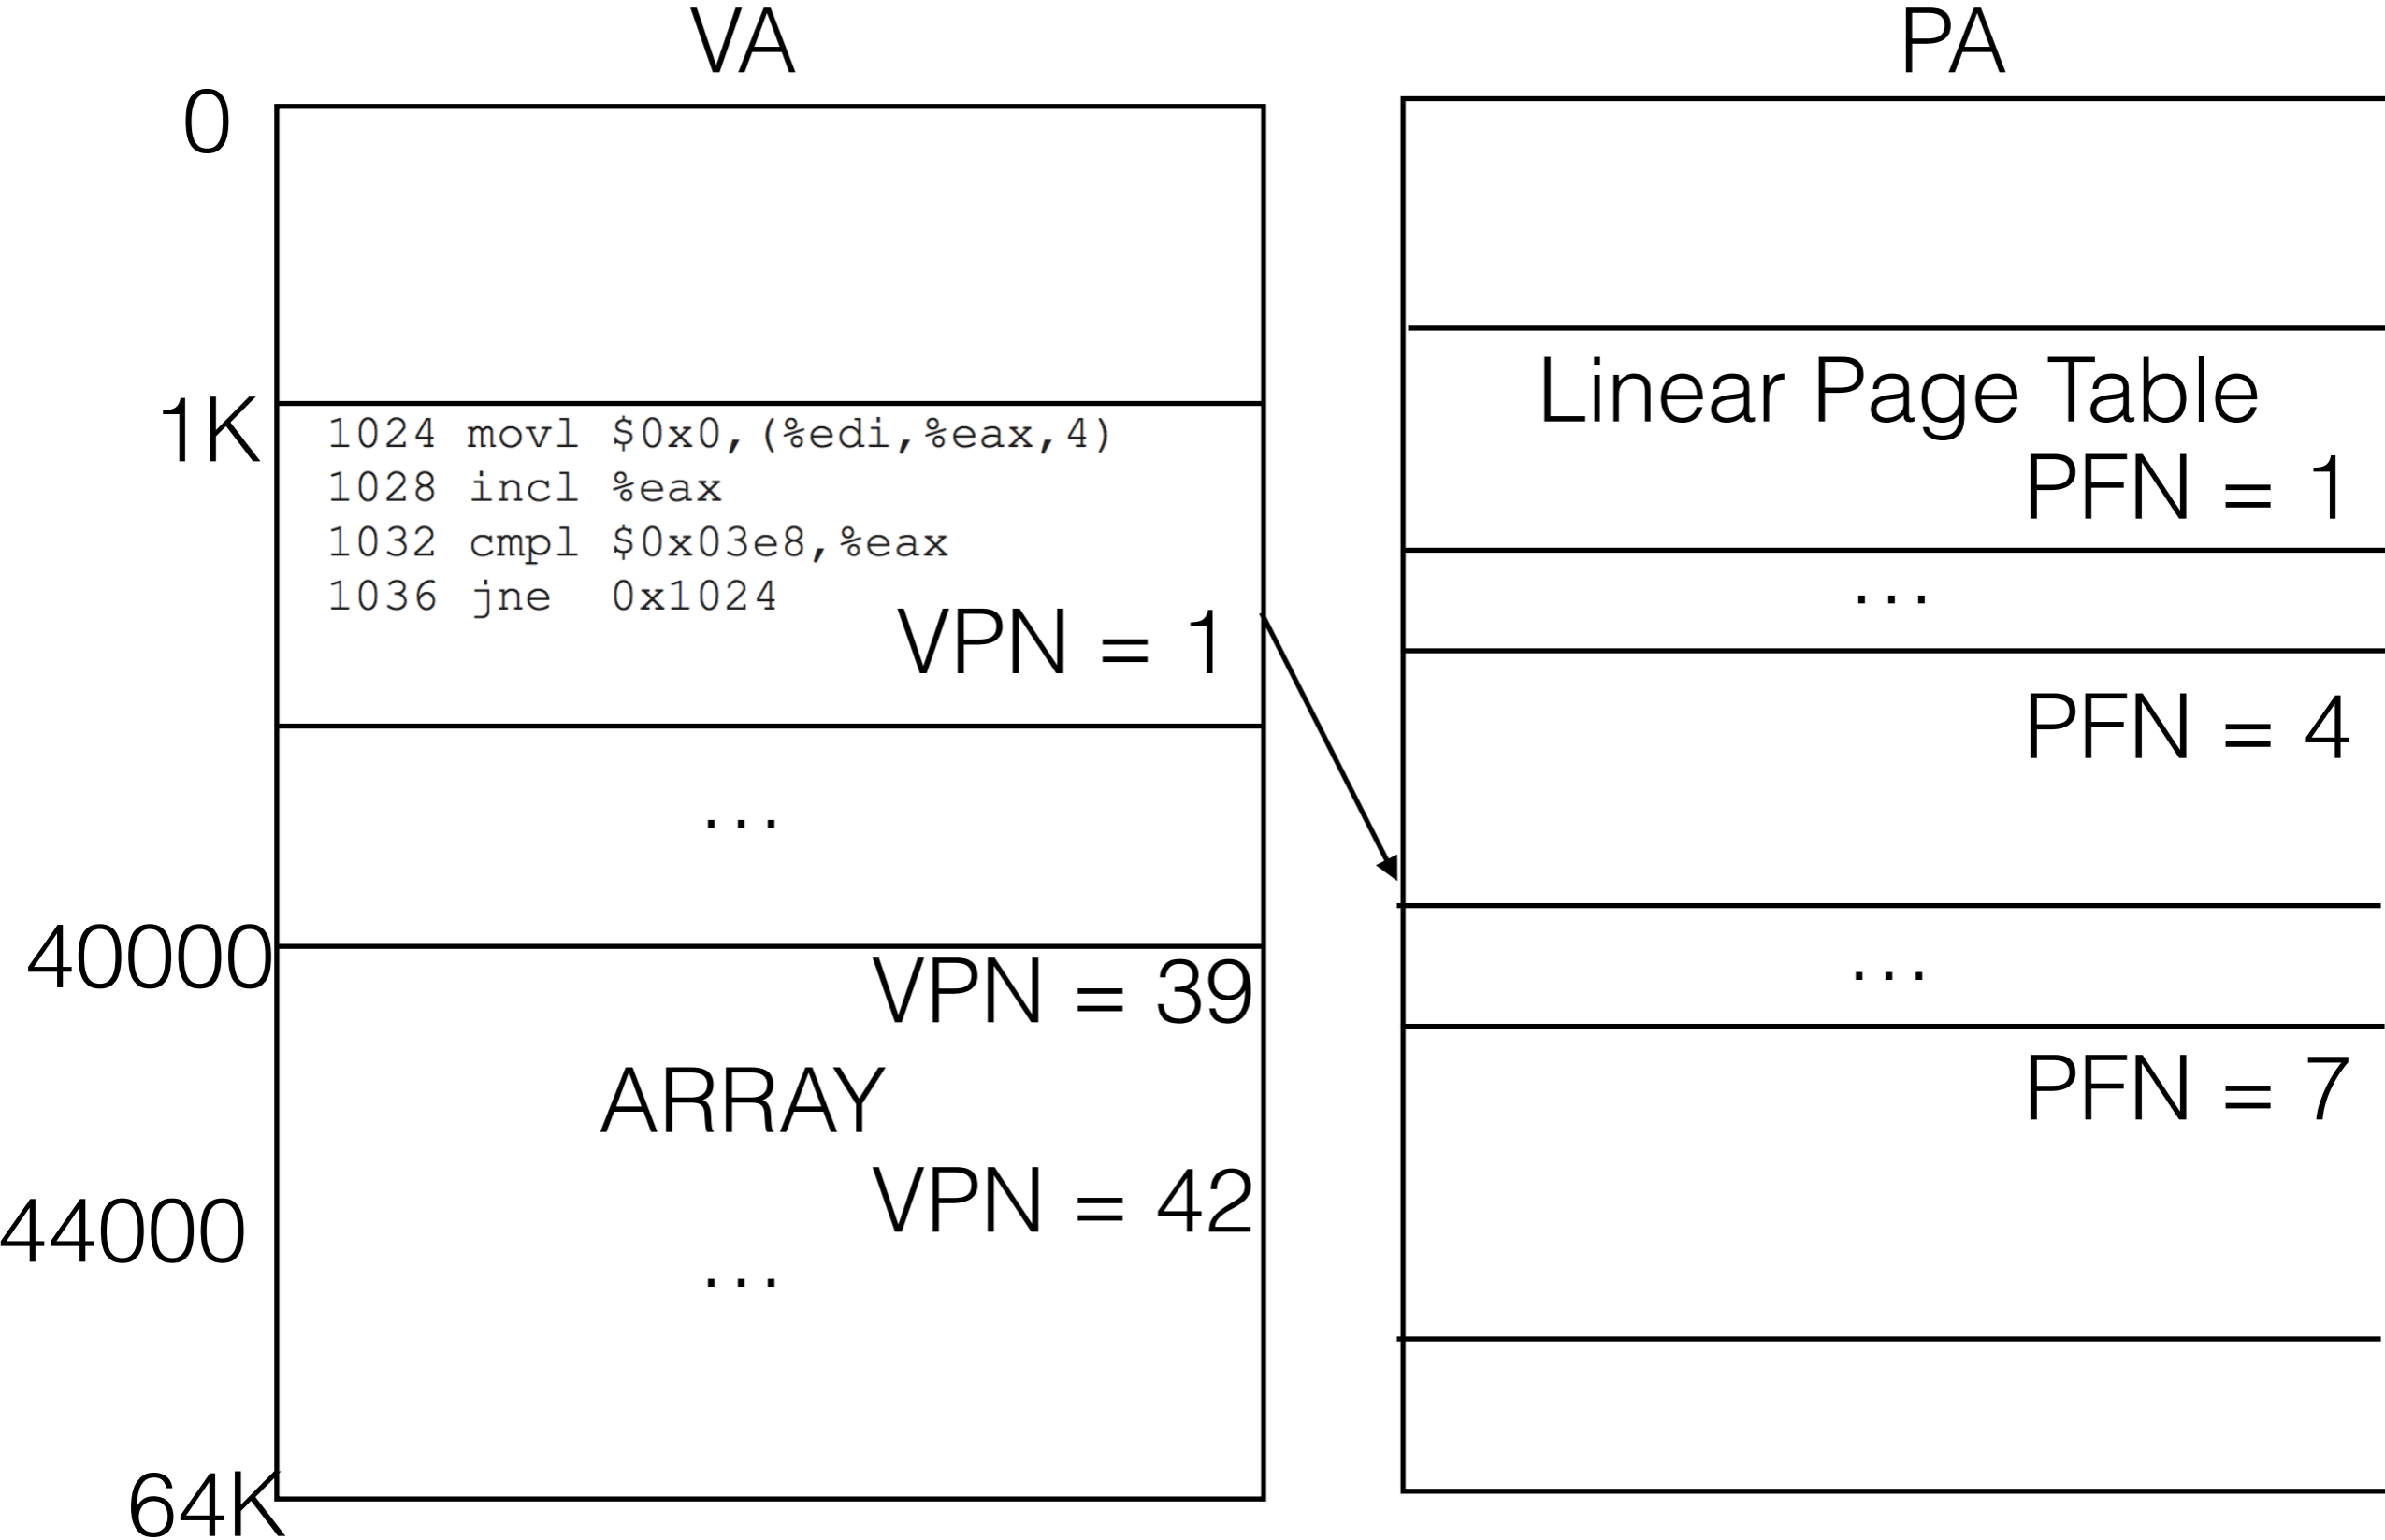 VA
0
1K
1024 movl $0x0,(%edi,%eax,4)
1028 incl %eax
1032 cmpl $0x03e8,%eax
1036 jne 0x1024
VPN = 1
...
40000
VPN = 39
ARRAY
VPN = 42
44000
...
64K
PA
Linear Page Table
PFN = 1
...
PFN = 4
...
PFN = 7